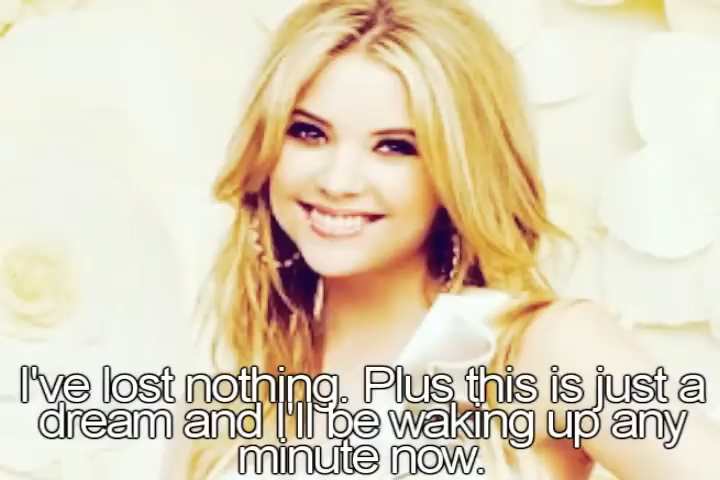 I've lost nothing. Plus this is just a
dream and I'll be waking up any
minute now.